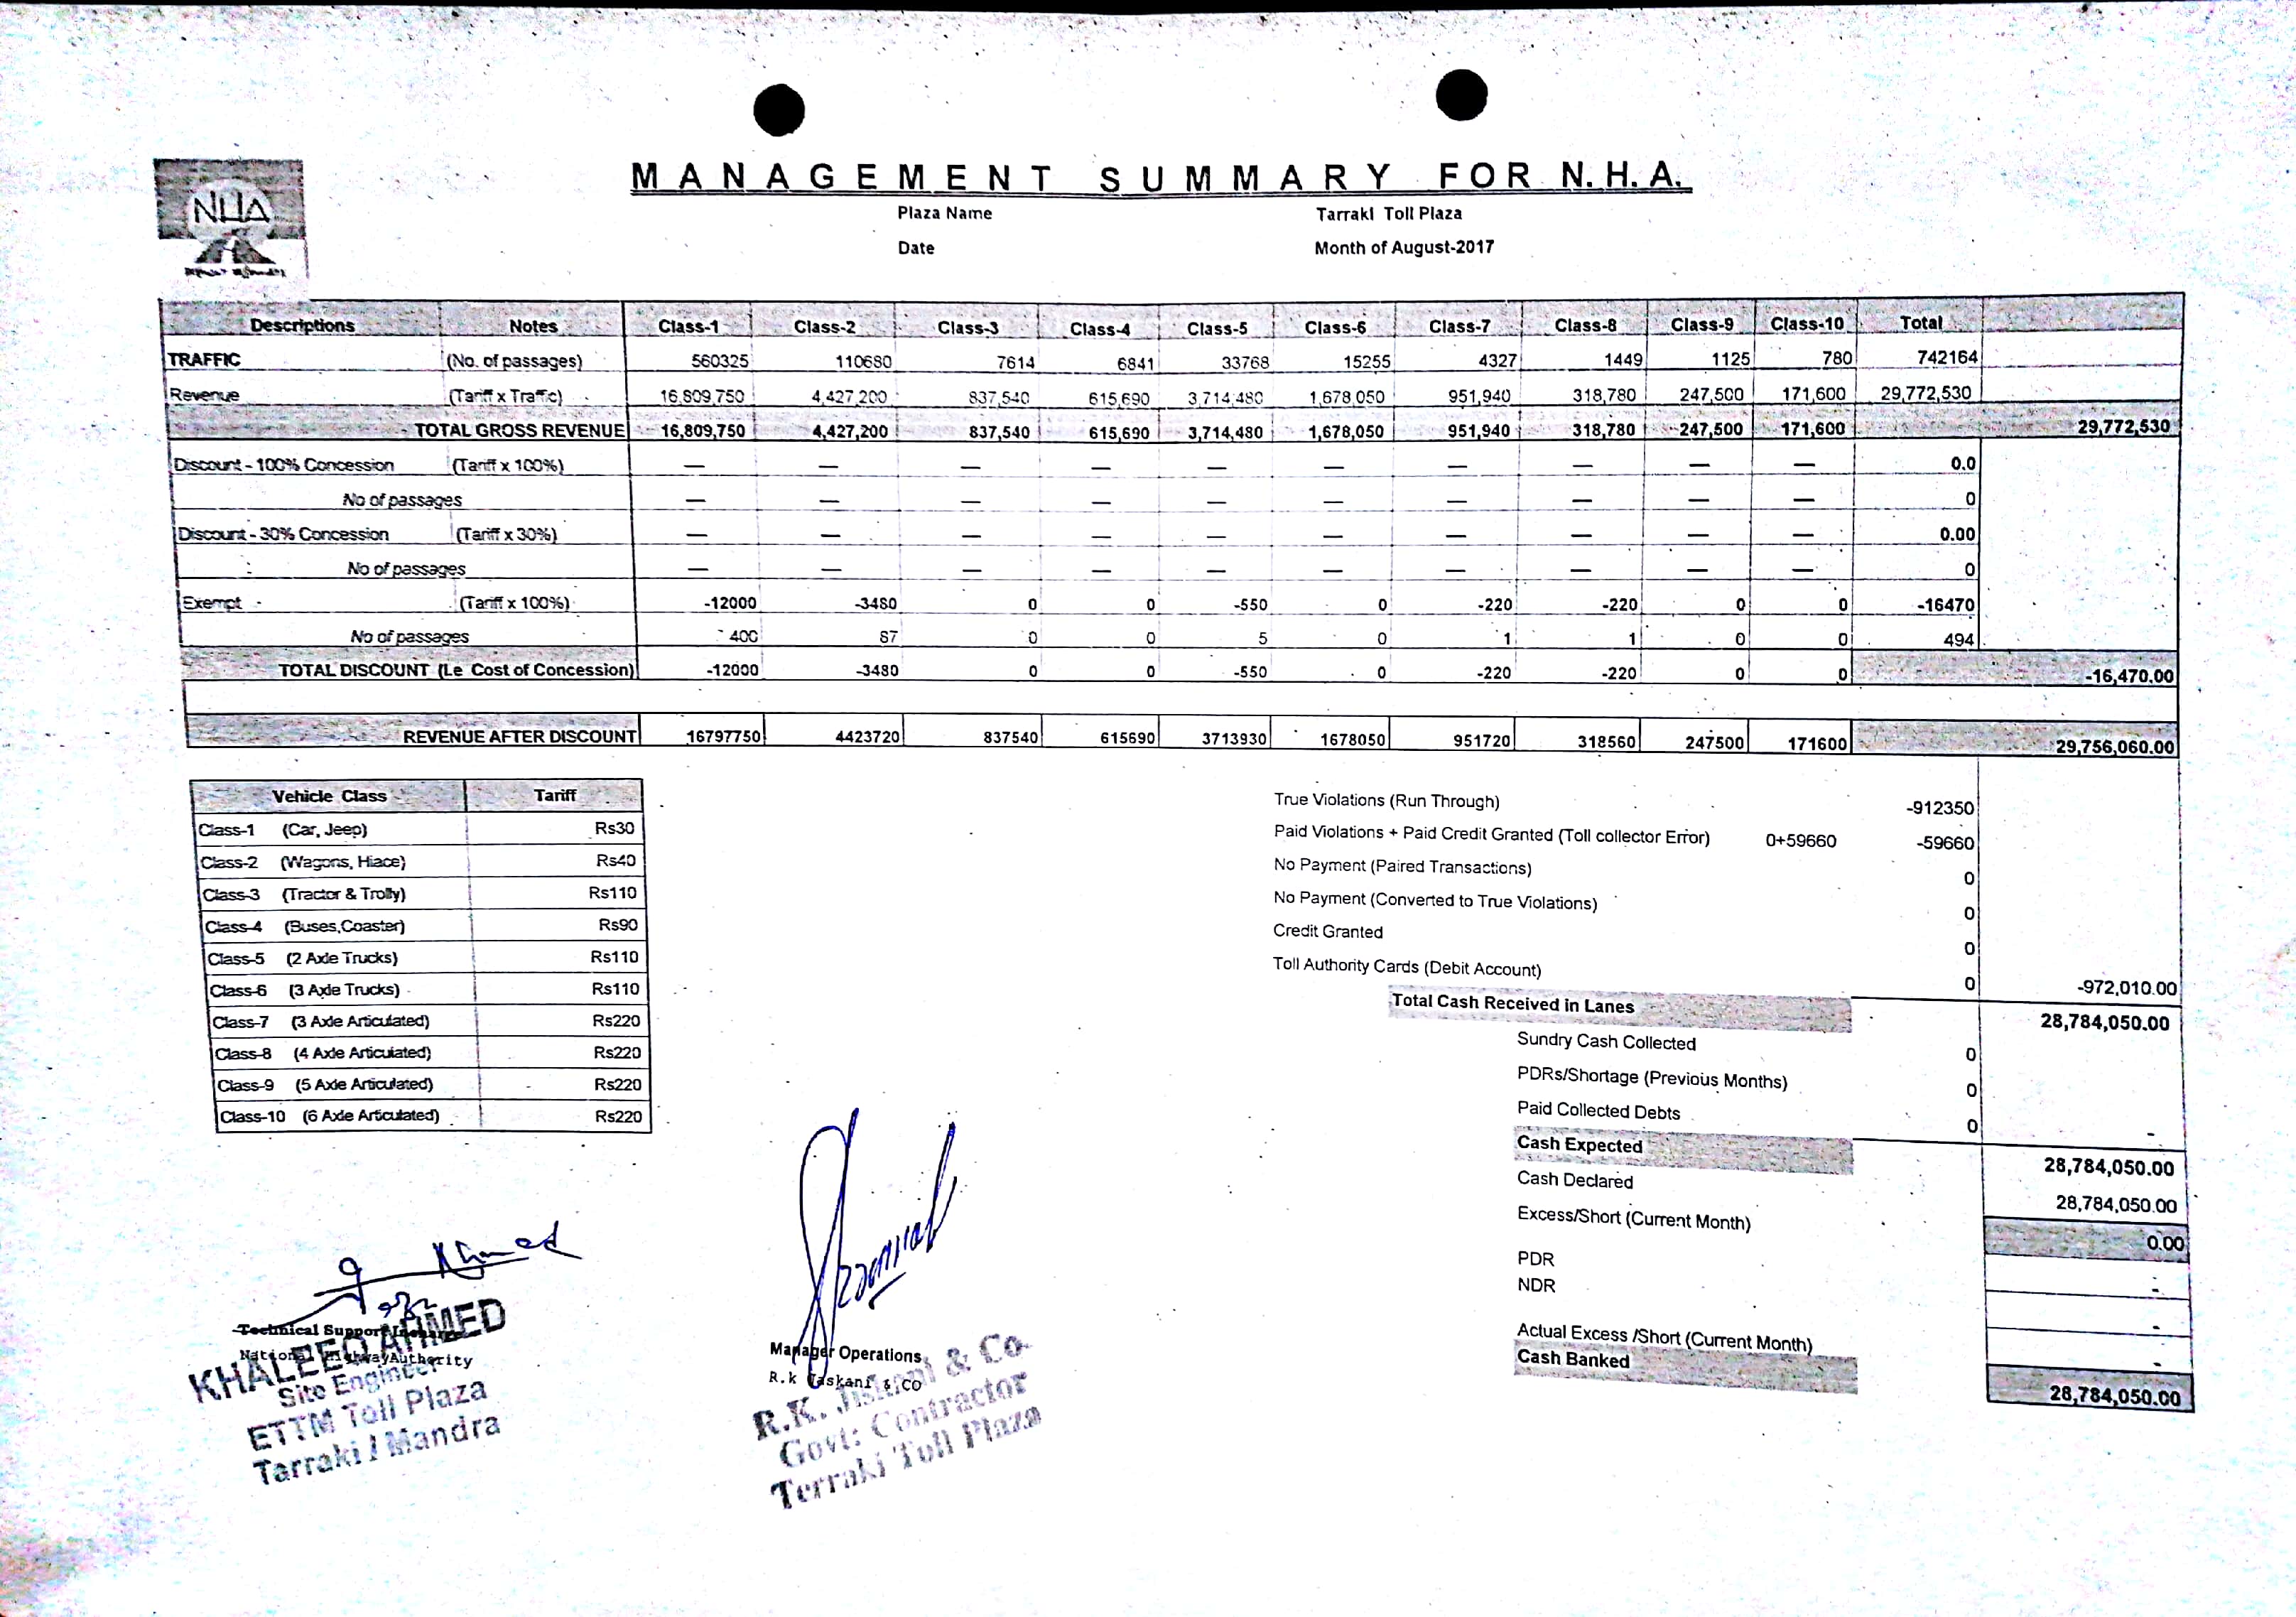 MANAGEMENT SUMMARY FOR N.H.A.
NHA
Plaza Name Tarraki Toll Plaza
Date Month of August-2017
Descriptions Notes Class-1 Class-2 Class-3 Class-4 Class-5 Class-6 Class-7 Class-8 Class-9 Class-10 Total
TRAFFIC (No. of passages) 560325 110680 7614 6841 33768 15255 4327 1449 1125 780 742164
Revenue (Tariff x Traffic) 16,809,750 4,427,200 837,540 615,690 3,714,480 1,678,050 951,940 318,780 247,500 171,600 29,772,530
TOTAL GROSS REVENUE 16,809,750 4,427,200 837,540 615,690 3,714,480 1,678,050 951,940 318,780 247,500 171,600 29,772,530
Discount - 100% Concession (Tariff x 100%) — — — — — — — — — — 0.0
No of passages — — — — — — — — — — 0
Discount - 30% Concession (Tariff x 30%) — — — — — — — — — — 0.00
No of passages — — — — — — — — — — 0
Exempt (Tariff x 100%) -12000 -3480 0 0 -550 0 -220 -220 0 0 -16470
No of passages 400 87 0 0 5 0 1 1 0 0 494
TOTAL DISCOUNT (I.e Cost of Concession) -12000 -3480 0 0 -550 0 -220 -220 0 0 -16,470.00
REVENUE AFTER DISCOUNT 16797750 4423720 837540 615690 3713930 1678050 951720 318560 247500 171600 29,756,060.00
Vehicle Class Tariff
Class-1 (Car, Jeep) Rs30
Class-2 (Wagons, Hiace) Rs40
Class-3 (Tractor & Trolly) Rs110
Class-4 (Buses,Coaster) Rs90
Class-5 (2 Axle Trucks) Rs110
Class-6 (3 Axle Trucks) Rs110
Class-7 (3 Axle Articulated) Rs220
Class-8 (4 Axle Articulated) Rs220
Class-9 (5 Axle Articulated) Rs220
Class-10 (6 Axle Articulated) Rs220
True Violations (Run Through) -912350
Paid Violations + Paid Credit Granted (Toll collector Error) 0+59660 -59660
No Payment (Paired Transactions) 0
No Payment (Converted to True Violations) 0
Credit Granted 0
Toll Authority Cards (Debit Account) 0 -972,010.00
Total Cash Received in Lanes 28,784,050.00
Sundry Cash Collected 0
PDRs/Shortage (Previous Months) 0
Paid Collected Debts 0 -
Cash Expected 28,784,050.00
Cash Declared 28,784,050.00
Excess/Short (Current Month) 0.00
PDR -
NDR -
Actual Excess /Short (Current Month) -
Cash Banked 28,784,050.00
Ahmed
Technical Support Incharge
National Highway Authority
KHALEEQ AHMED
Site Engineer
ETTM Toll Plaza
Tarraki / Mandra
Manager Operations
R.k Jaskani & CO
R.K. Jiskani & Co
Govt: Contractor
Terraki Toll Plaza